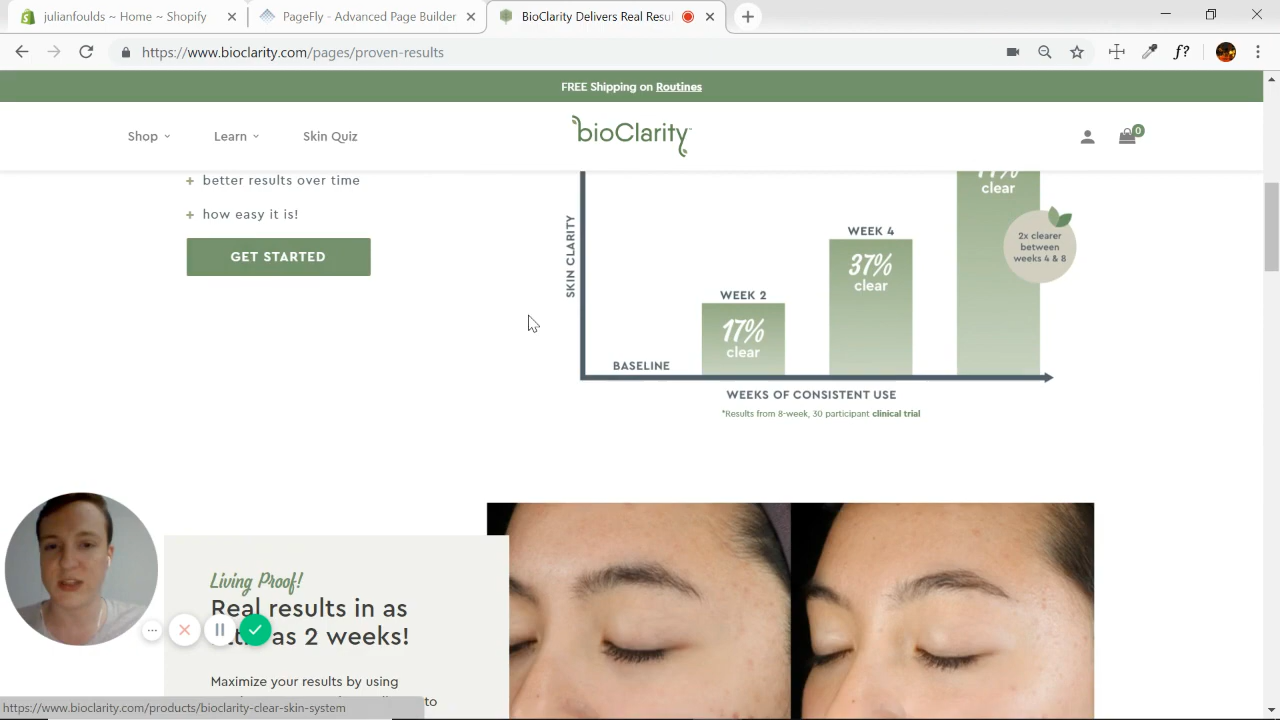 julianfoulds ~ Home ~ Shopify
PageFly - Advanced Page Builder
BioClarity Delivers Real Resul
https://www.bioclarity.com/pages/proven-results
f?
FREE Shipping on Routines
Shop
Learn
Skin Quiz
bioClarity
0
+ better results over time
+ how easy it is!
GET STARTED
SKIN CLARITY
clear
2x clearer
between
weeks 4 & 8
WEEK 4
37%
clear
WEEK 2
17%
clear
BASELINE
WEEKS OF CONSISTENT USE
*Results from 8-week, 30 participant clinical trial
Living Proof!
Real results in as
as 2 weeks!
Maximize your results by using
to
https://www.bioclarity.com/products/bioclarity-clear-skin-system